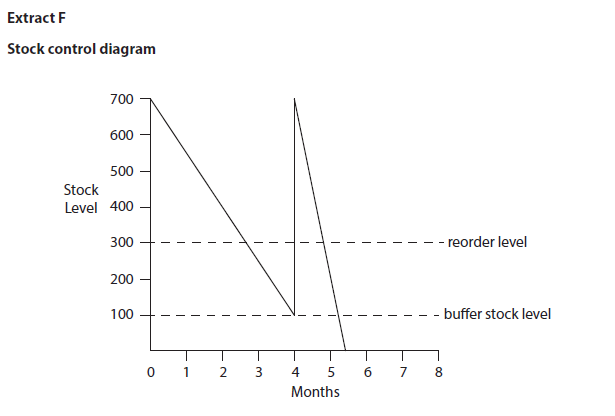 Extract F
Stock control diagram
700
600
500
Stock
Level
400
300
reorder level
200
100
buffer stock level
0 1 2 3 4 5 6 7 8
Months